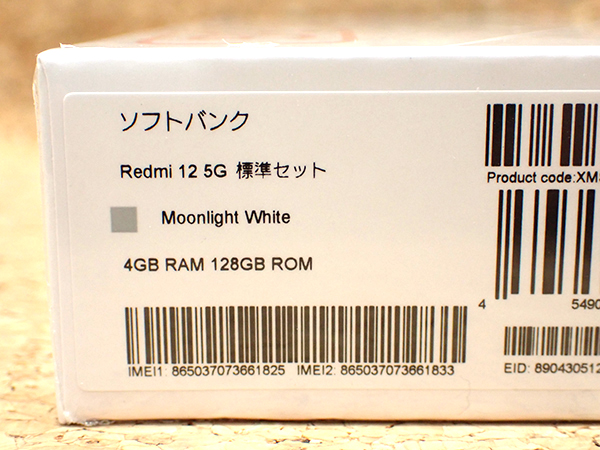 ソフトバンク
Redmi 12 5G 標準セット
Moonlight White
4GB RAM 128GB ROM
IMEI1: 865037073661825 IMEI2: 865037073661833
Product code:XM
4 5490
EID: 890430512